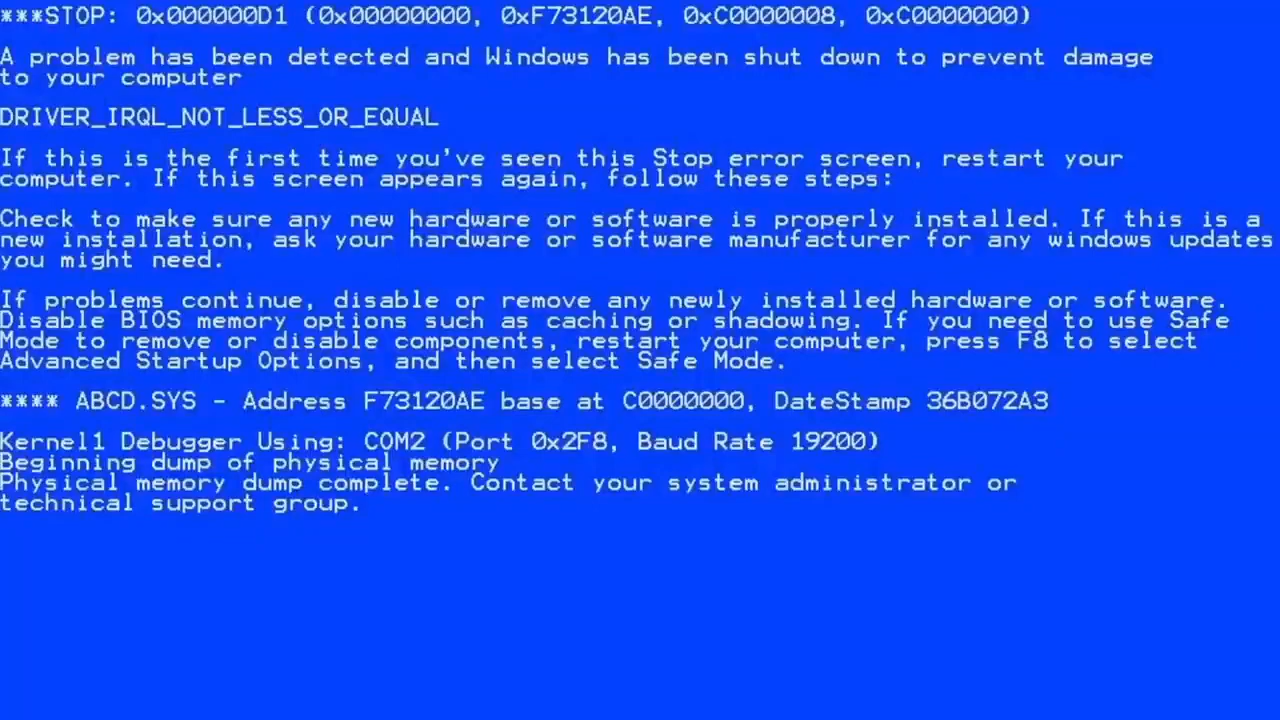 ***STOP: 0x000000D1 (0x00000000, 0xF73120AE, 0xC0000008, 0xC0000000)
A problem has been detected and Windows has been shut down to prevent damage
to your computer
DRIVER_IRQL_NOT_LESS_OR_EQUAL
If this is the first time you've seen this Stop error screen, restart your
computer. If this screen appears again, follow these steps:
Check to make sure any new hardware or software is properly installed. If this is a
new installation, ask your hardware or software manufacturer for any windows updates
you might need.
If problems continue, disable or remove any newly installed hardware or software.
Disable BIOS memory options such as caching or shadowing. If you need to use Safe
Mode to remove or disable components, restart your computer, press F8 to select
Advanced Startup Options, and then select Safe Mode.
**** ABCD.SYS - Address F73120AE base at C0000000, DateStamp 36B072A3
Kernel1 Debugger Using: COM2 (Port 0x2F8, Baud Rate 19200)
Beginning dump of physical memory
Physical memory dump complete. Contact your system administrator or
technical support group.